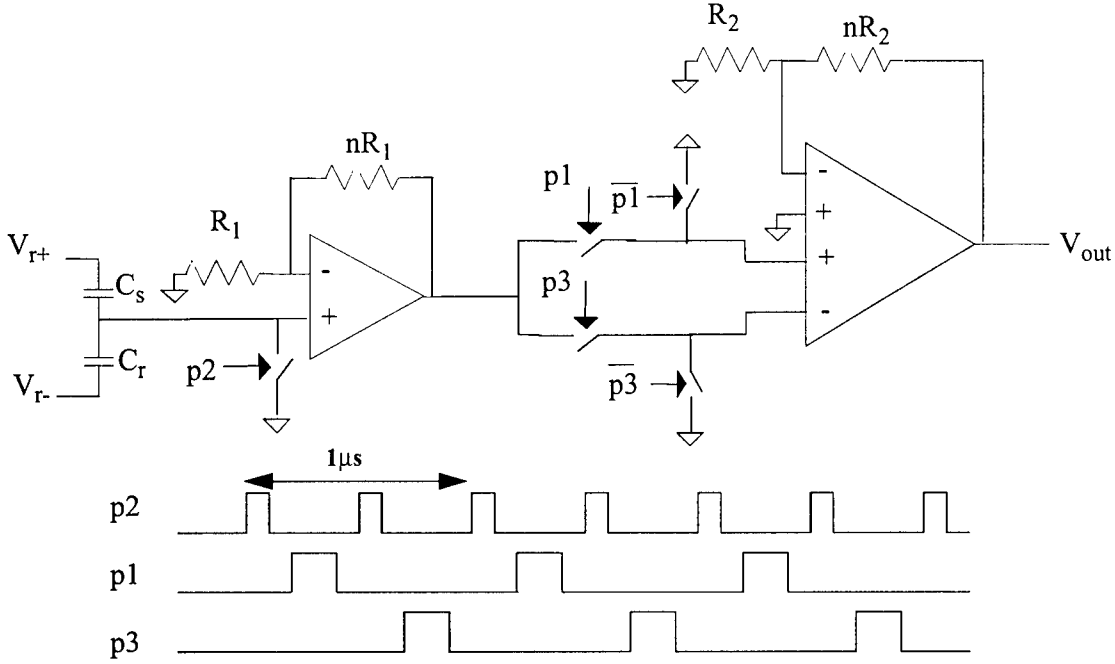 R₂
nR₂
nR₁
p1
p1̅
R₁
-
+
+
-
Vᵣ₊
Vout
p3
-
Cₛ
+
Cᵣ
p2
p3̅
Vᵣ₋
1μs
p2
p1
p3